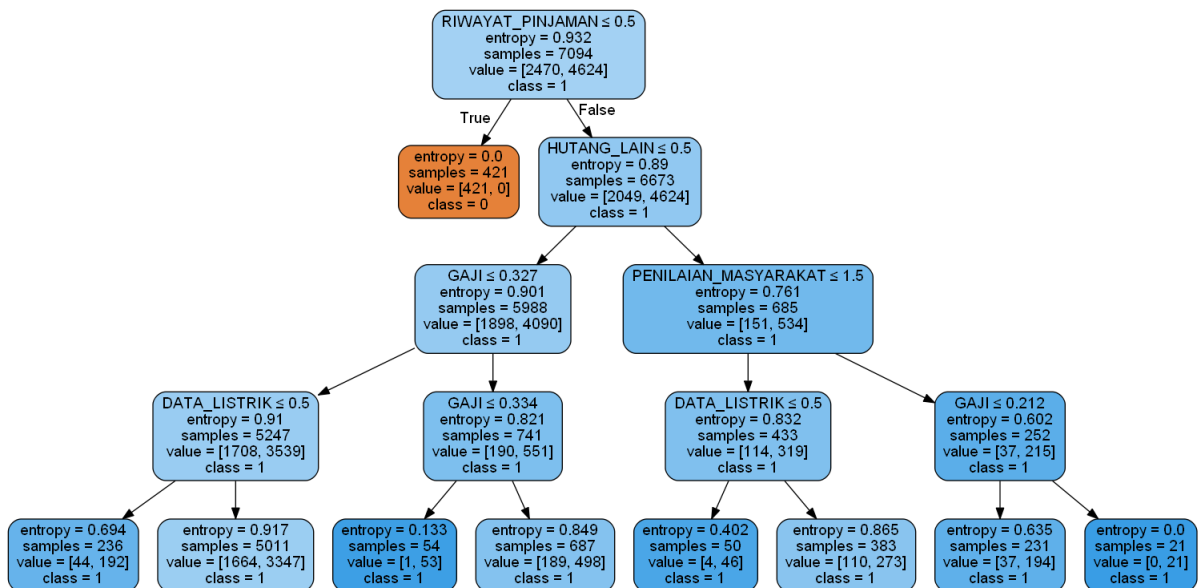 RIWAYAT_PINJAMAN ≤ 0.5
entropy = 0.932
samples = 7094
value = [2470, 4624]
class = 1
True
False
entropy = 0.0
samples = 421
value = [421, 0]
class = 0
HUTANG_LAIN ≤ 0.5
entropy = 0.89
samples = 6673
value = [2049, 4624]
class = 1
GAJI ≤ 0.327
entropy = 0.901
samples = 5988
value = [1898, 4090]
class = 1
PENILAIAN_MASYARAKAT ≤ 1.5
entropy = 0.761
samples = 685
value = [151, 534]
class = 1
DATA_LISTRIK ≤ 0.5
entropy = 0.91
samples = 5247
value = [1708, 3539]
class = 1
GAJI ≤ 0.334
entropy = 0.821
samples = 741
value = [190, 551]
class = 1
DATA_LISTRIK ≤ 0.5
entropy = 0.832
samples = 433
value = [114, 319]
class = 1
GAJI ≤ 0.212
entropy = 0.602
samples = 252
value = [37, 215]
class = 1
entropy = 0.694
samples = 236
value = [44, 192]
class = 1
entropy = 0.917
samples = 5011
value = [1664, 3347]
class = 1
entropy = 0.133
samples = 54
value = [1, 53]
class = 1
entropy = 0.849
samples = 687
value = [189, 498]
class = 1
entropy = 0.402
samples = 50
value = [4, 46]
class = 1
entropy = 0.865
samples = 383
value = [110, 273]
class = 1
entropy = 0.635
samples = 231
value = [37, 194]
class = 1
entropy = 0.0
samples = 21
value = [0, 21]
class = 1